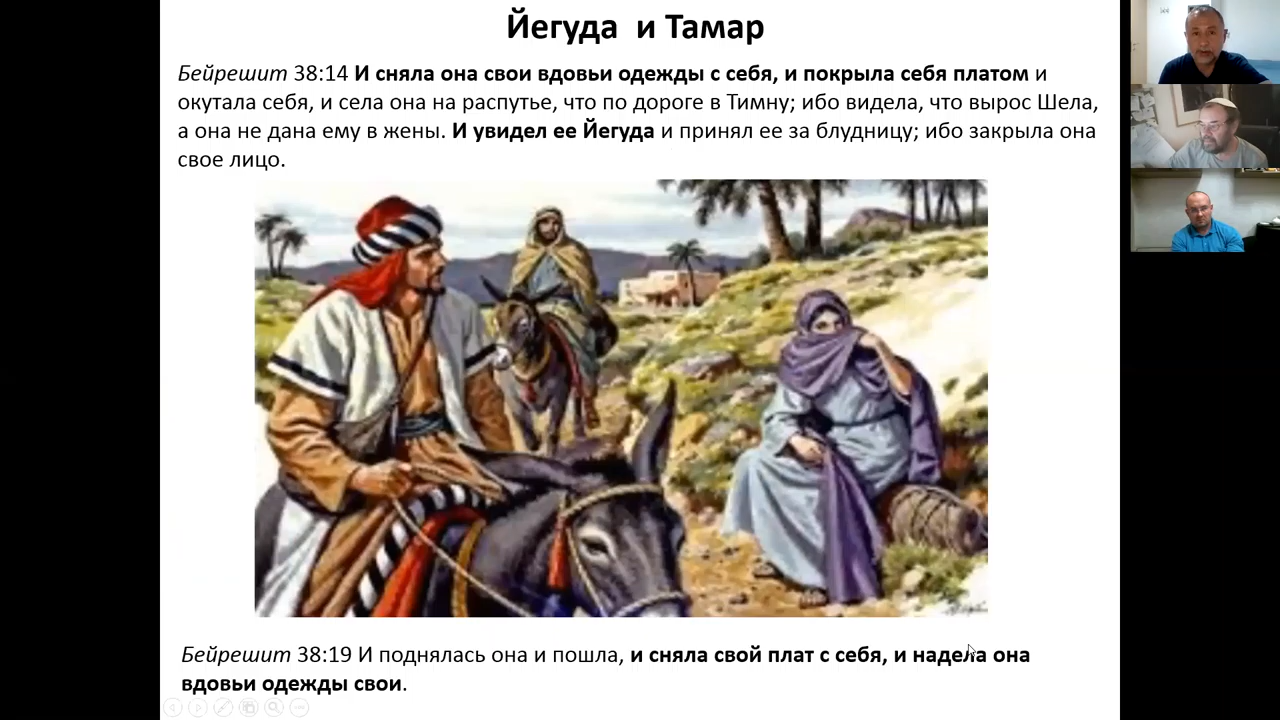 Йегуда и Тамар
Бейрешит 38:14 И сняла она свои вдовьи одежды с себя, и покрыла себя платом и
окутала себя, и села она на распутье, что по дороге в Тимну; ибо видела, что вырос Шела,
а она не дана ему в жены. И увидел ее Йегуда и принял ее за блудницу; ибо закрыла она
свое лицо.
Бейрешит 38:19 И поднялась она и пошла, и сняла свой плат с себя, и надела она
вдовьи одежды свои.